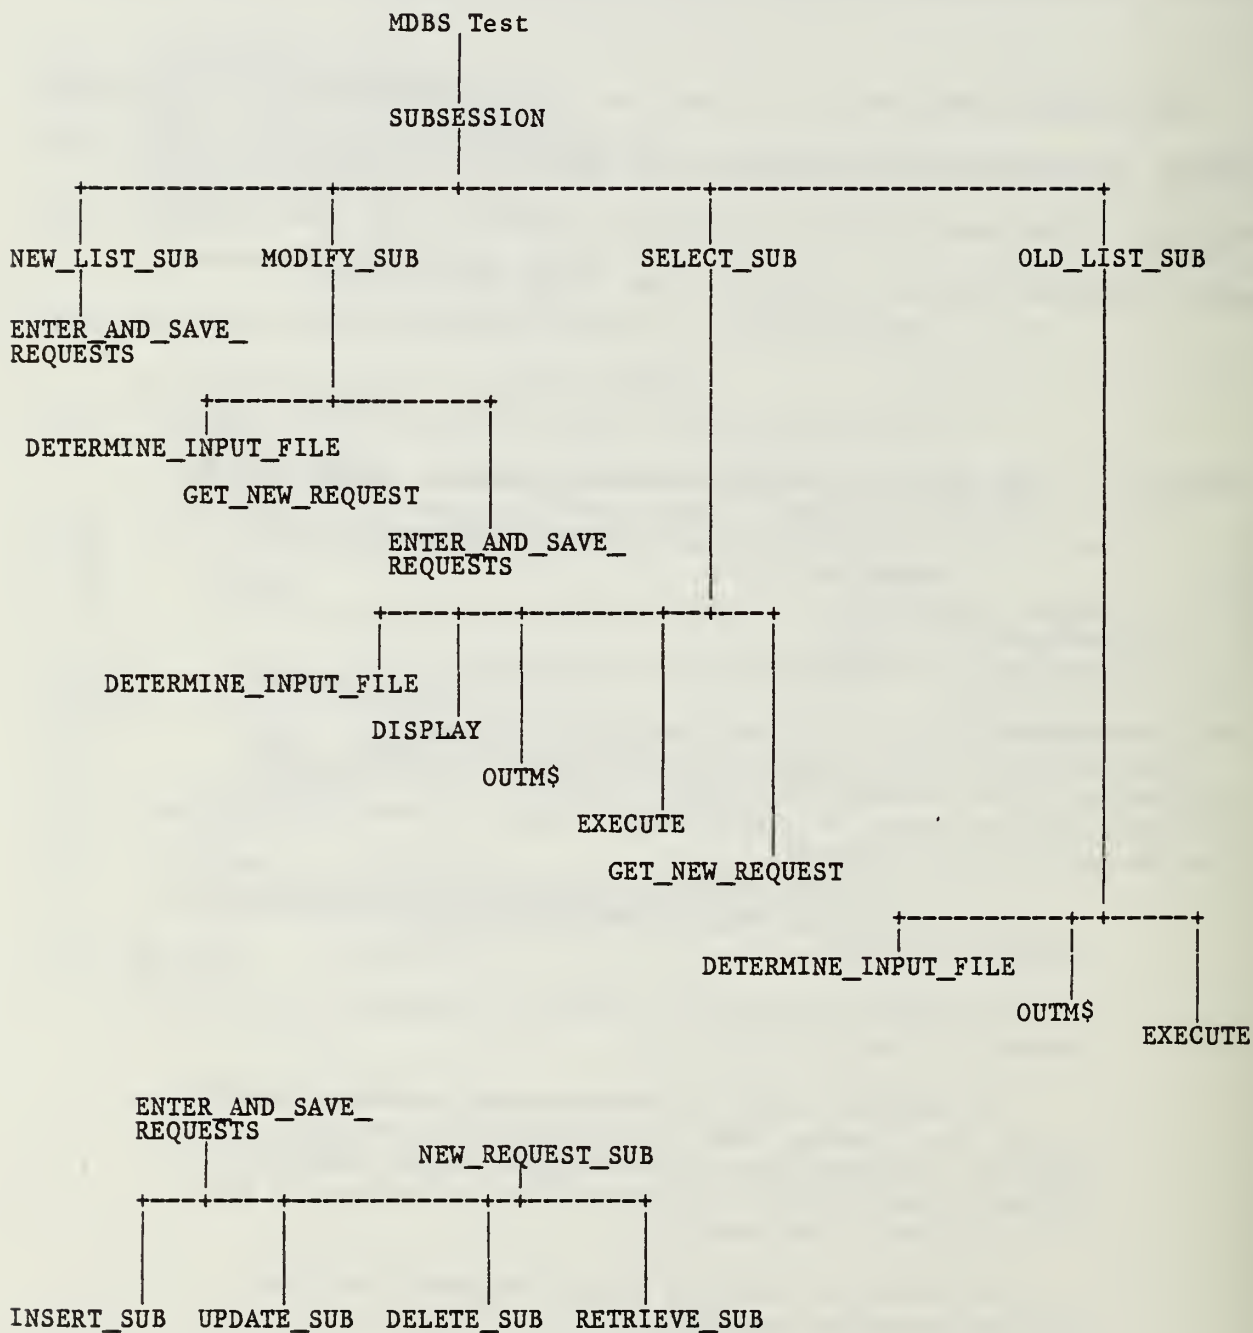 MDBS Test
SUBSESSION
NEW_LIST_SUB MODIFY_SUB SELECT_SUB OLD_LIST_SUB
ENTER_AND_SAVE_
REQUESTS
DETERMINE_INPUT_FILE
GET_NEW_REQUEST
ENTER_AND_SAVE_
REQUESTS
DETERMINE_INPUT_FILE
DISPLAY
OUTM$
EXECUTE
GET_NEW_REQUEST
DETERMINE_INPUT_FILE
OUTM$
EXECUTE
ENTER_AND_SAVE_
REQUESTS
NEW_REQUEST_SUB
INSERT_SUB UPDATE_SUB DELETE_SUB RETRIEVE_SUB